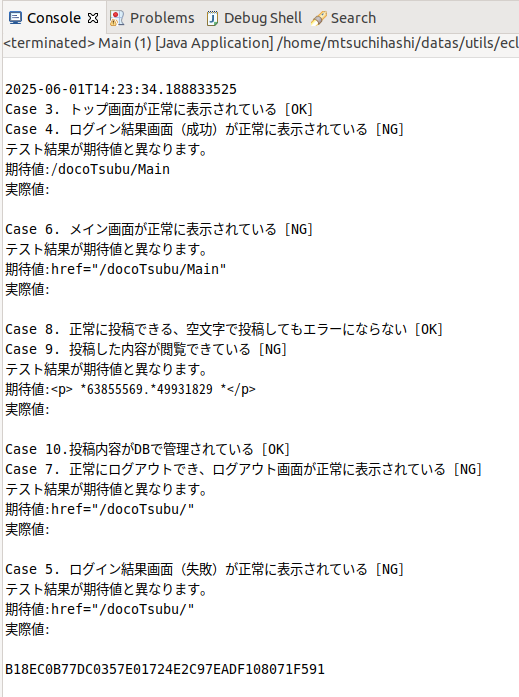 Console Problems Debug Shell Search
<terminated> Main (1) [Java Application] /home/mtsuchihashi/datas/utils/ecl
2025-06-01T14:23:34.188833525
Case 3. トップ画面が正常に表示されている [OK]
Case 4. ログイン結果画面（成功）が正常に表示されている [NG]
テスト結果が期待値と異なります。
期待値:/docoTsubu/Main
実際値:
Case 6. メイン画面が正常に表示されている [NG]
テスト結果が期待値と異なります。
期待値:href="/docoTsubu/Main"
実際値:
Case 8. 正常に投稿できる、空文字で投稿してもエラーにならない [OK]
Case 9. 投稿した内容が閲覧できている [NG]
テスト結果が期待値と異なります。
期待値:<p> *63855569.*49931829 *</p>
実際値:
Case 10.投稿内容がDBで管理されている [OK]
Case 7. 正常にログアウトでき、ログアウト画面が正常に表示されている [NG]
テスト結果が期待値と異なります。
期待値:href="/docoTsubu/"
実際値:
Case 5. ログイン結果画面（失敗）が正常に表示されている [NG]
テスト結果が期待値と異なります。
期待値:href="/docoTsubu/"
実際値:
B18EC0B77DC0357E01724E2C97EADF108071F591